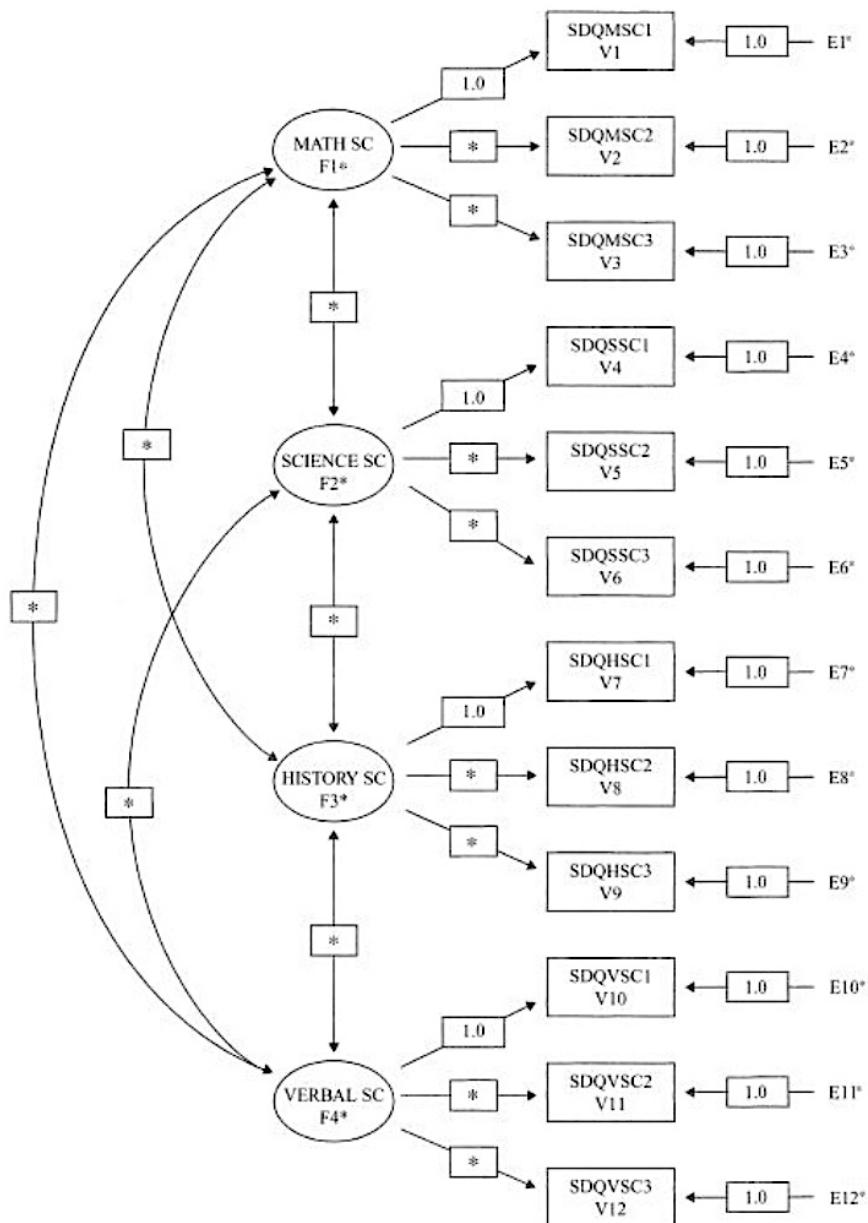 SDQMSC1
V1
1.0
E1*
1.0
MATH SC
F1*
*
SDQMSC2
V2
1.0
E2*
*
SDQMSC3
V3
1.0
E3*
*
SDQSSC1
V4
1.0
E4*
1.0
*
SCIENCE SC
F2*
*
SDQSSC2
V5
1.0
E5*
*
SDQSSC3
V6
1.0
E6*
*
*
SDQHSC1
V7
1.0
E7*
1.0
HISTORY SC
F3*
*
SDQHSC2
V8
1.0
E8*
*
*
SDQHSC3
V9
1.0
E9*
*
SDQVSC1
V10
1.0
E10*
1.0
VERBAL SC
F4*
*
SDQVSC2
V11
1.0
E11*
*
SDQVSC3
V12
1.0
E12*